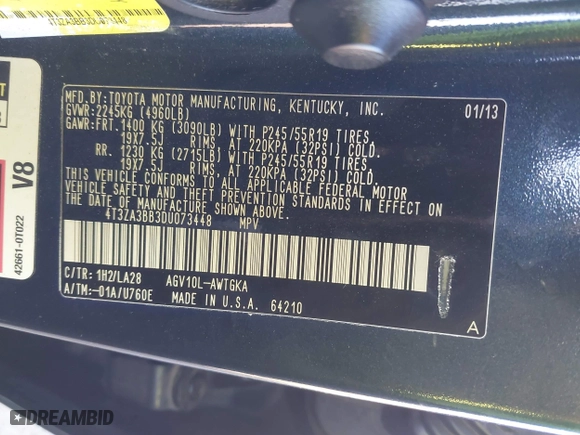 4T3ZA3BB3DU073448
MFD.BY:TOYOTA MOTOR MANUFACTURING, KENTUCKY, INC. 01/13
GVWR:2245KG (4960LB)
GAWR:FRT. 1400 KG (3090LB) WITH P245/55R19 TIRES
19X7.5J RIMS, AT 220KPA (32PSI) COLD.
RR. 1230 KG (2715LB) WITH P245/55R19 TIRES
19X7.5J RIMS, AT 220KPA (32PSI) COLD.
THIS VEHICLE CONFORMS TO ALL APPLICABLE FEDERAL MOTOR
VEHICLE SAFETY AND THEFT PREVENTION STANDARDS IN EFFECT ON
THE DATE OF MANUFACTURE SHOWN ABOVE.
4T3ZA3BB3DU073448 MPV
C/TR: 1H2/LA28 AGV10L-AWTGKA
A/TM:-01A/U760E MADE IN U.S.A. 64210
A
V8
42661-0T022
DREAMBID